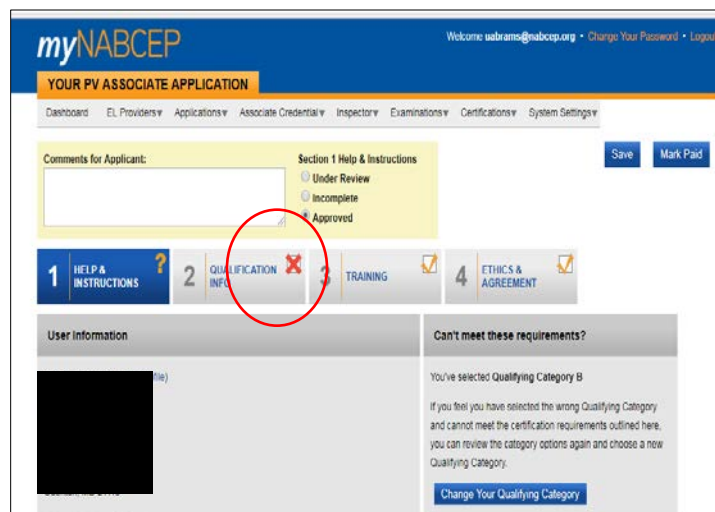 myNABCEP
Welcome uabrams@nabcep.org • Change Your Password • Logout
YOUR PV ASSOCIATE APPLICATION
Dashboard EL Providers Applications Associate Credential Inspector Examinations Certifications System Settings
Comments for Applicant:
Section 1 Help & Instructions
Under Review
Incomplete
Approved
Save Mark Paid
1 HELP & INSTRUCTIONS ?
2 QUALIFICATION INFO
3 TRAINING
4 ETHICS & AGREEMENT
User Information
file)
Can't meet these requirements?
You've selected Qualifying Category B
If you feel you have selected the wrong Qualifying Category
and cannot meet the certification requirements outlined here,
you can review the category options again and choose a new
Qualifying Category.
Change Your Qualifying Category